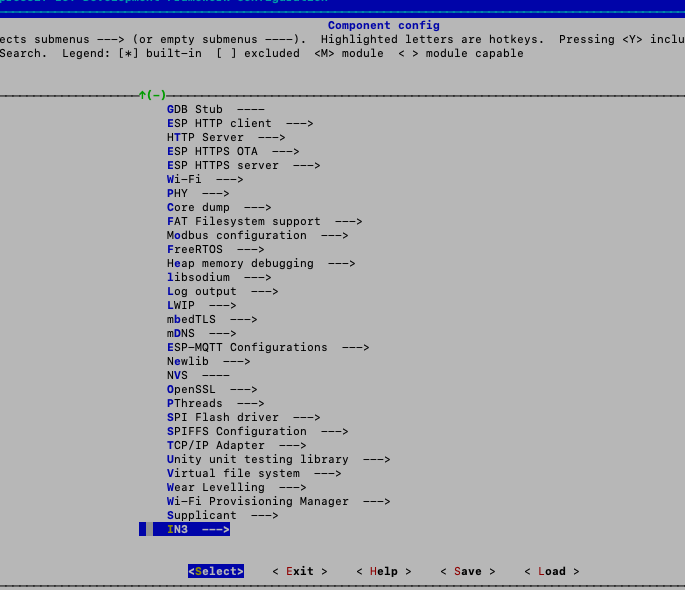 Component config
ects submenus ---> (or empty submenus ----). Highlighted letters are hotkeys. Pressing <Y> inclu
Search. Legend: [*] built-in [ ] excluded <M> module < > module capable
↑(-)
GDB Stub ----
ESP HTTP client --->
HTTP Server --->
ESP HTTPS OTA --->
ESP HTTPS server --->
Wi-Fi --->
PHY --->
Core dump --->
FAT Filesystem support --->
Modbus configuration --->
FreeRTOS --->
Heap memory debugging --->
libsodium --->
Log output --->
LWIP --->
mbedTLS --->
mDNS --->
ESP-MQTT Configurations --->
Newlib --->
NVS ----
OpenSSL --->
PThreads --->
SPI Flash driver --->
SPIFFS Configuration --->
TCP/IP Adapter --->
Unity unit testing library --->
Virtual file system --->
Wear Levelling --->
Wi-Fi Provisioning Manager --->
Supplicant --->
IN3 --->
<Select> < Exit > < Help > < Save > < Load >